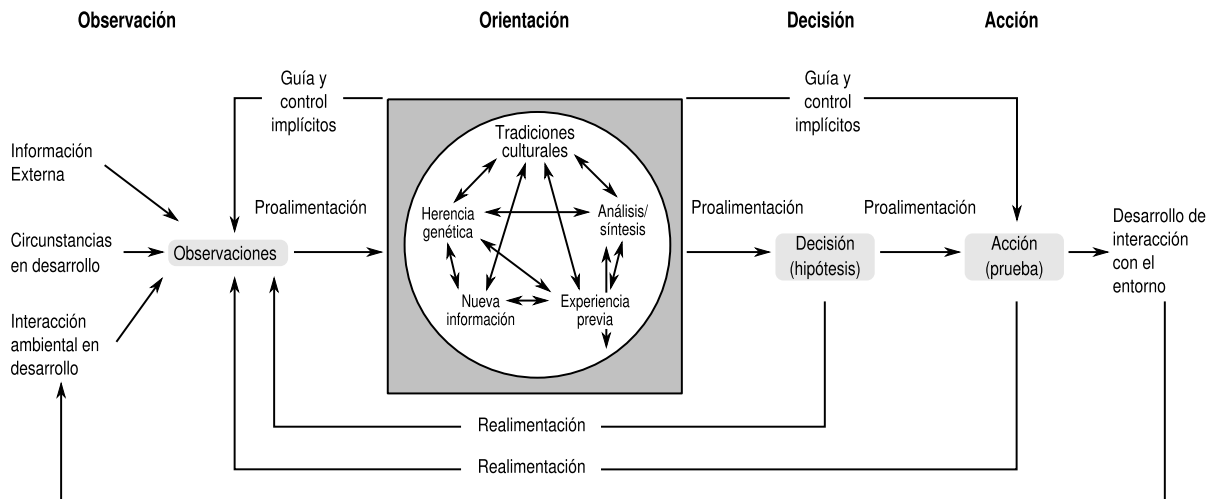 Observación
Orientación
Decisión
Acción
Guía y
control
implícitos
Guía y
control
implícitos
Información
Externa
Circunstancias
en desarrollo
Interacción
ambiental en
desarrollo
Observaciones
Proalimentación
Tradiciones
culturales
Herencia
genética
Análisis/
síntesis
Nueva
información
Experiencia
previa
Proalimentación
Decisión
(hipótesis)
Proalimentación
Acción
(prueba)
Desarrollo de
interacción
con el
entorno
Realimentación
Realimentación